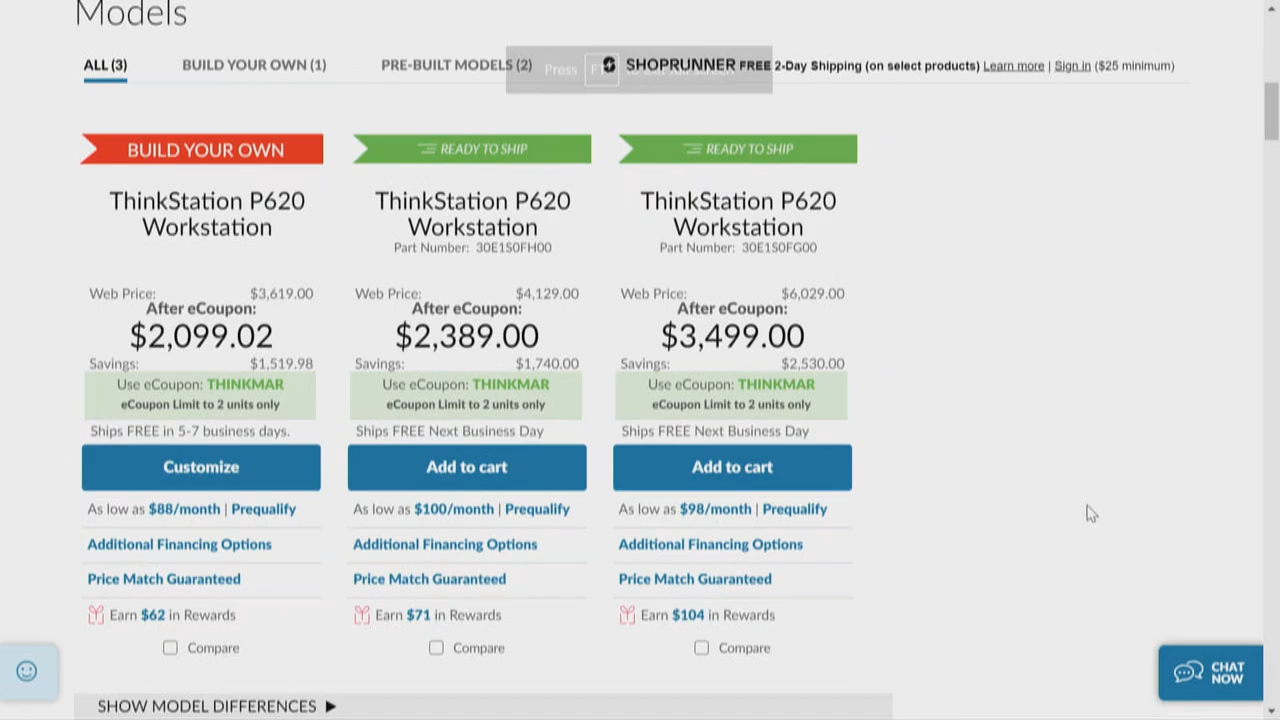 Models
ALL (3) BUILD YOUR OWN (1) PRE-BUILT MODELS (2) Press SHOPRUNNER FREE 2-Day Shipping (on select products) Learn more | Sign in ($25 minimum)
BUILD YOUR OWN
ThinkStation P620
Workstation
Web Price: $3,619.00
After eCoupon:
$2,099.02
Savings: $1,519.98
Use eCoupon: THINKMAR
eCoupon Limit to 2 units only
Ships FREE in 5-7 business days.
Customize
As low as $88/month | Prequalify
Additional Financing Options
Price Match Guaranteed
Earn $62 in Rewards
Compare
READY TO SHIP
ThinkStation P620
Workstation
Part Number: 30E1S0FH00
Web Price: $4,129.00
After eCoupon:
$2,389.00
Savings: $1,740.00
Use eCoupon: THINKMAR
eCoupon Limit to 2 units only
Ships FREE Next Business Day
Add to cart
As low as $100/month | Prequalify
Additional Financing Options
Price Match Guaranteed
Earn $71 in Rewards
Compare
READY TO SHIP
ThinkStation P620
Workstation
Part Number: 30E1S0FG00
Web Price: $6,029.00
After eCoupon:
$3,499.00
Savings: $2,530.00
Use eCoupon: THINKMAR
eCoupon Limit to 2 units only
Ships FREE Next Business Day
Add to cart
As low as $98/month | Prequalify
Additional Financing Options
Price Match Guaranteed
Earn $104 in Rewards
Compare
CHAT
NOW
SHOW MODEL DIFFERENCES